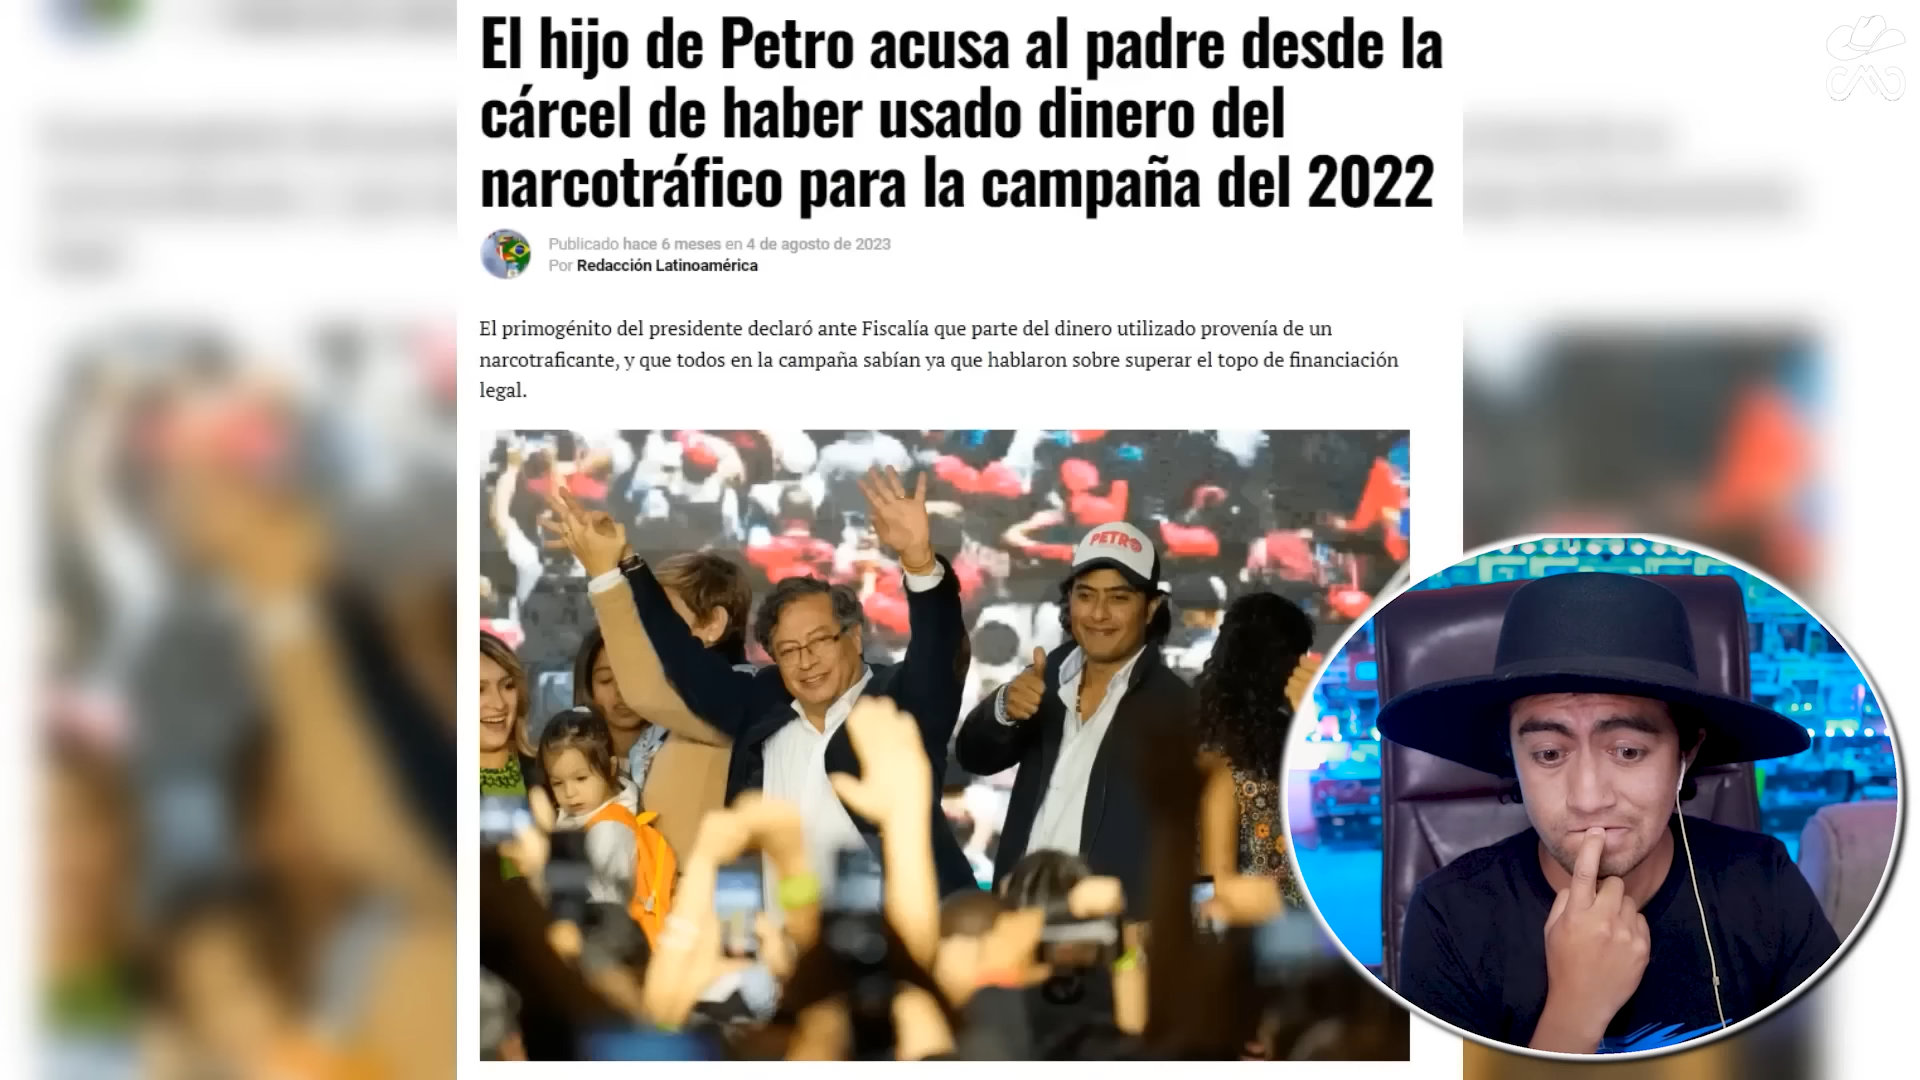 El hijo de Petro acusa al padre desde la
cárcel de haber usado dinero del
narcotráfico para la campaña del 2022
Publicado hace 6 meses en 4 de agosto de 2023
Por Redacción Latinoamérica
El primogénito del presidente declaró ante Fiscalía que parte del dinero utilizado provenía de un
narcotraficante, y que todos en la campaña sabían ya que hablaron sobre superar el topo de financiación
legal.
PETRO